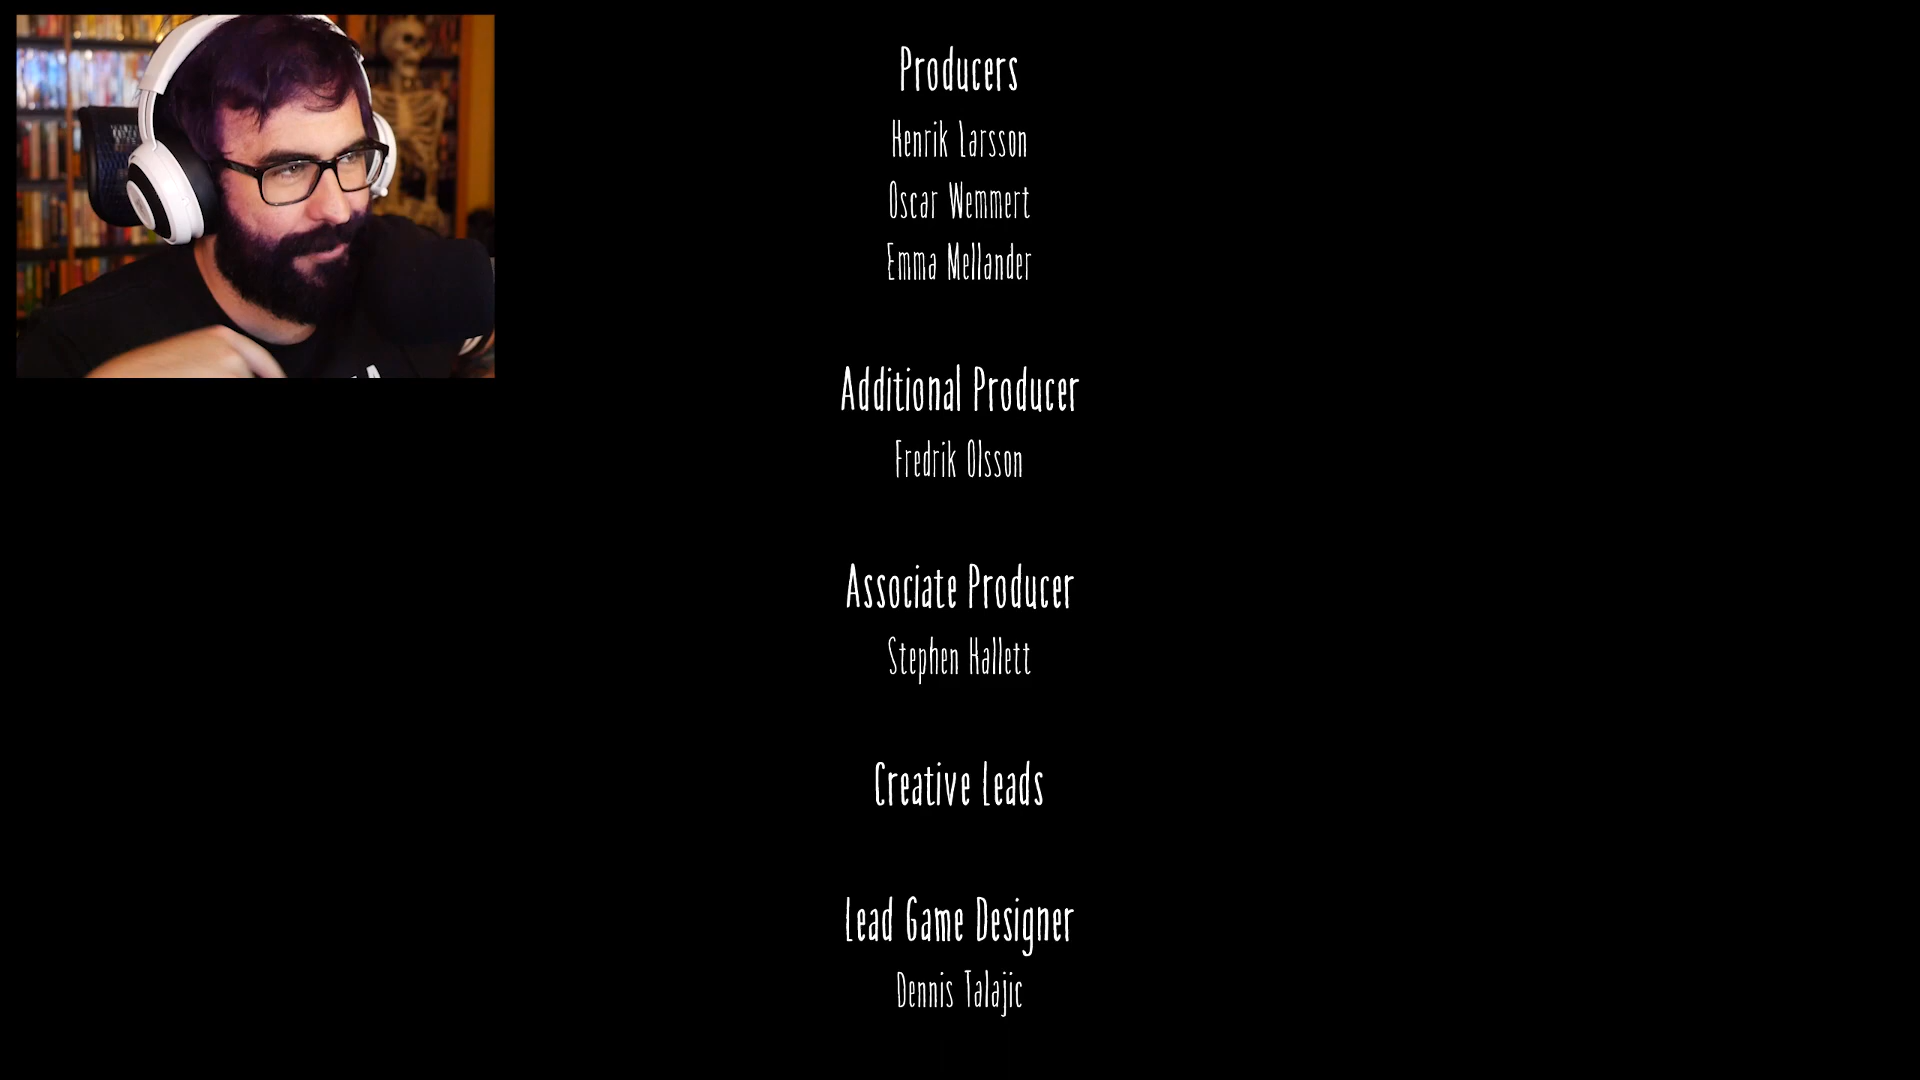 Producers
Henrik Larsson
Oscar Wemmert
Emma Mellander
Additional Producer
Fredrik Olsson
Associate Producer
Stephen Hallett
Creative Leads
Lead Game Designer
Dennis Talajic